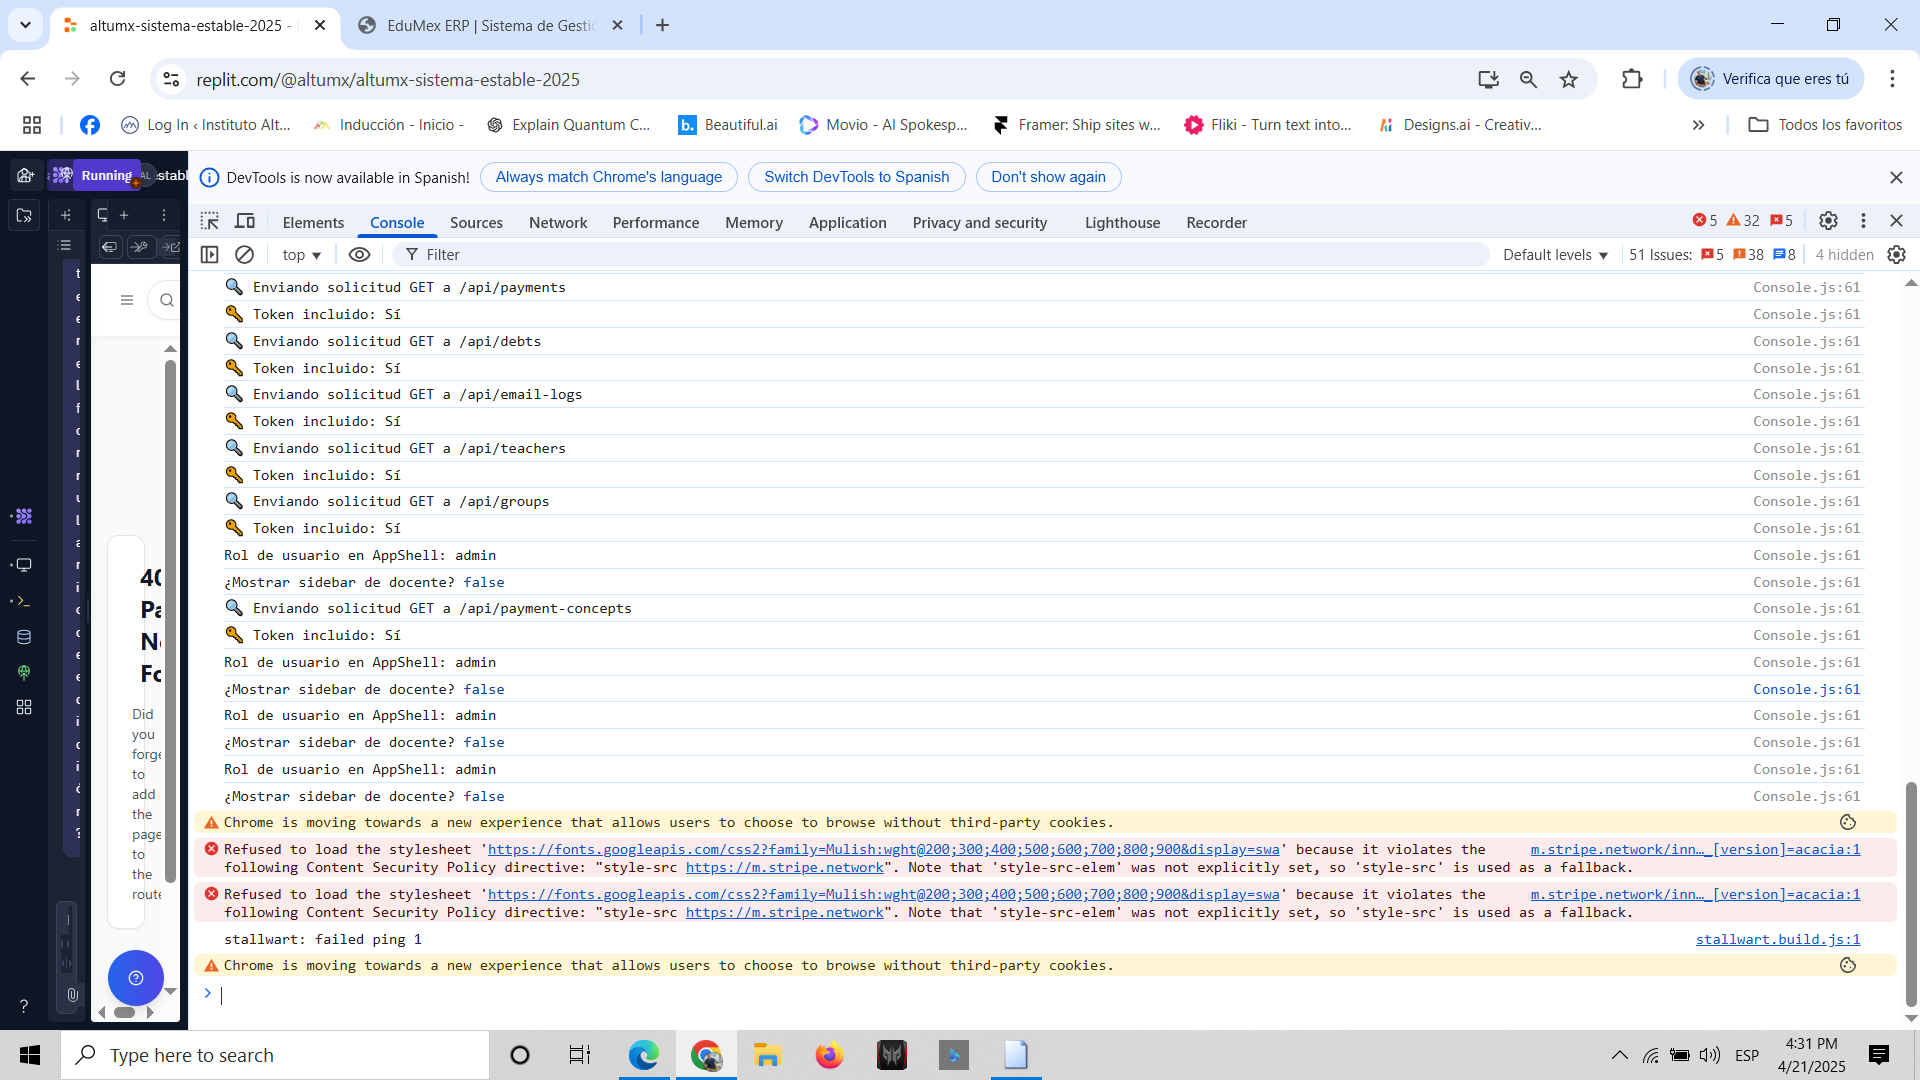 altumx-sistema-estable-2025 -
EduMex ERP | Sistema de Gesti
replit.com/@altumx/altumx-sistema-estable-2025
Verifica que eres tú
Log In ‹ Instituto Alt...
Inducción - Inicio -
Explain Quantum C...
b.
Beautiful.ai
Movio - AI Spokesp...
Framer: Ship sites w...
Fliki - Turn text into...
Designs.ai - Creativ...
Todos los favoritos
Running
AL
establ
DevTools is now available in Spanish!
Always match Chrome's language
Switch DevTools to Spanish
Don't show again
Elements
Console
Sources
Network
Performance
Memory
Application
Privacy and security
Lighthouse
Recorder
5
32
5
top
Filter
Default levels
51 Issues:
5
38
8
4 hidden
Enviando solicitud GET a /api/payments Console.js:61
Token incluido: Sí Console.js:61
Enviando solicitud GET a /api/debts Console.js:61
Token incluido: Sí Console.js:61
Enviando solicitud GET a /api/email-logs Console.js:61
Token incluido: Sí Console.js:61
Enviando solicitud GET a /api/teachers Console.js:61
Token incluido: Sí Console.js:61
Enviando solicitud GET a /api/groups Console.js:61
Token incluido: Sí Console.js:61
Rol de usuario en AppShell: admin Console.js:61
¿Mostrar sidebar de docente? false Console.js:61
Enviando solicitud GET a /api/payment-concepts Console.js:61
Token incluido: Sí Console.js:61
Rol de usuario en AppShell: admin Console.js:61
¿Mostrar sidebar de docente? false Console.js:61
Rol de usuario en AppShell: admin Console.js:61
¿Mostrar sidebar de docente? false Console.js:61
Rol de usuario en AppShell: admin Console.js:61
¿Mostrar sidebar de docente? false Console.js:61
Chrome is moving towards a new experience that allows users to choose to browse without third-party cookies.
Refused to load the stylesheet 'https://fonts.googleapis.com/css2?family=Mulish:wght@200;300;400;500;600;700;800;900&display=swa' because it violates the m.stripe.network/inn…_[version]=acacia:1
following Content Security Policy directive: "style-src https://m.stripe.network". Note that 'style-src-elem' was not explicitly set, so 'style-src' is used as a fallback.
Refused to load the stylesheet 'https://fonts.googleapis.com/css2?family=Mulish:wght@200;300;400;500;600;700;800;900&display=swa' because it violates the m.stripe.network/inn…_[version]=acacia:1
following Content Security Policy directive: "style-src https://m.stripe.network". Note that 'style-src-elem' was not explicitly set, so 'style-src' is used as a fallback.
stallwart: failed ping 1 stallwart.build.js:1
Chrome is moving towards a new experience that allows users to choose to browse without third-party cookies.
40
Pa
No
Fo
Did
you
forge
to
add
the
page
to
the
route
Type here to search
ESP
4:31 PM
4/21/2025